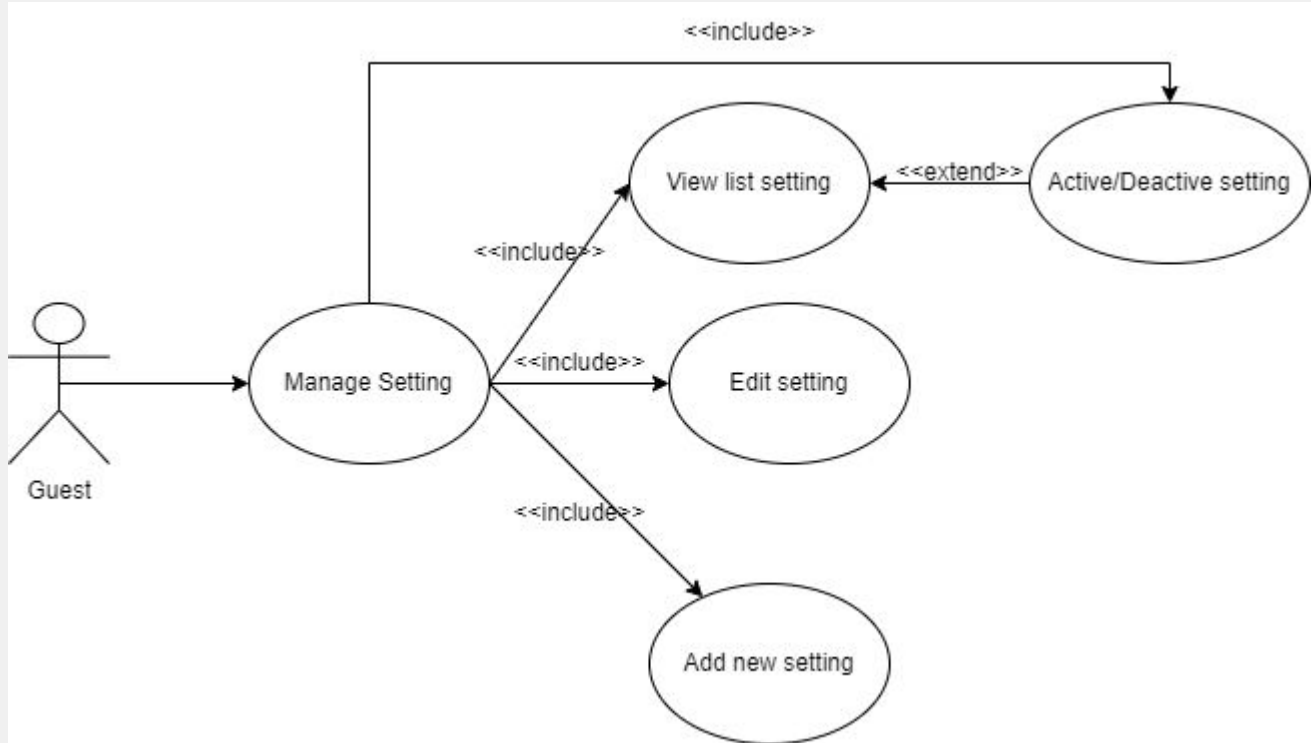 <<include>>
View list setting
<<extend>>
Active/Deactive setting
<<include>>
<<include>>
Manage Setting
Edit setting
Guest
<<include>>
Add new setting